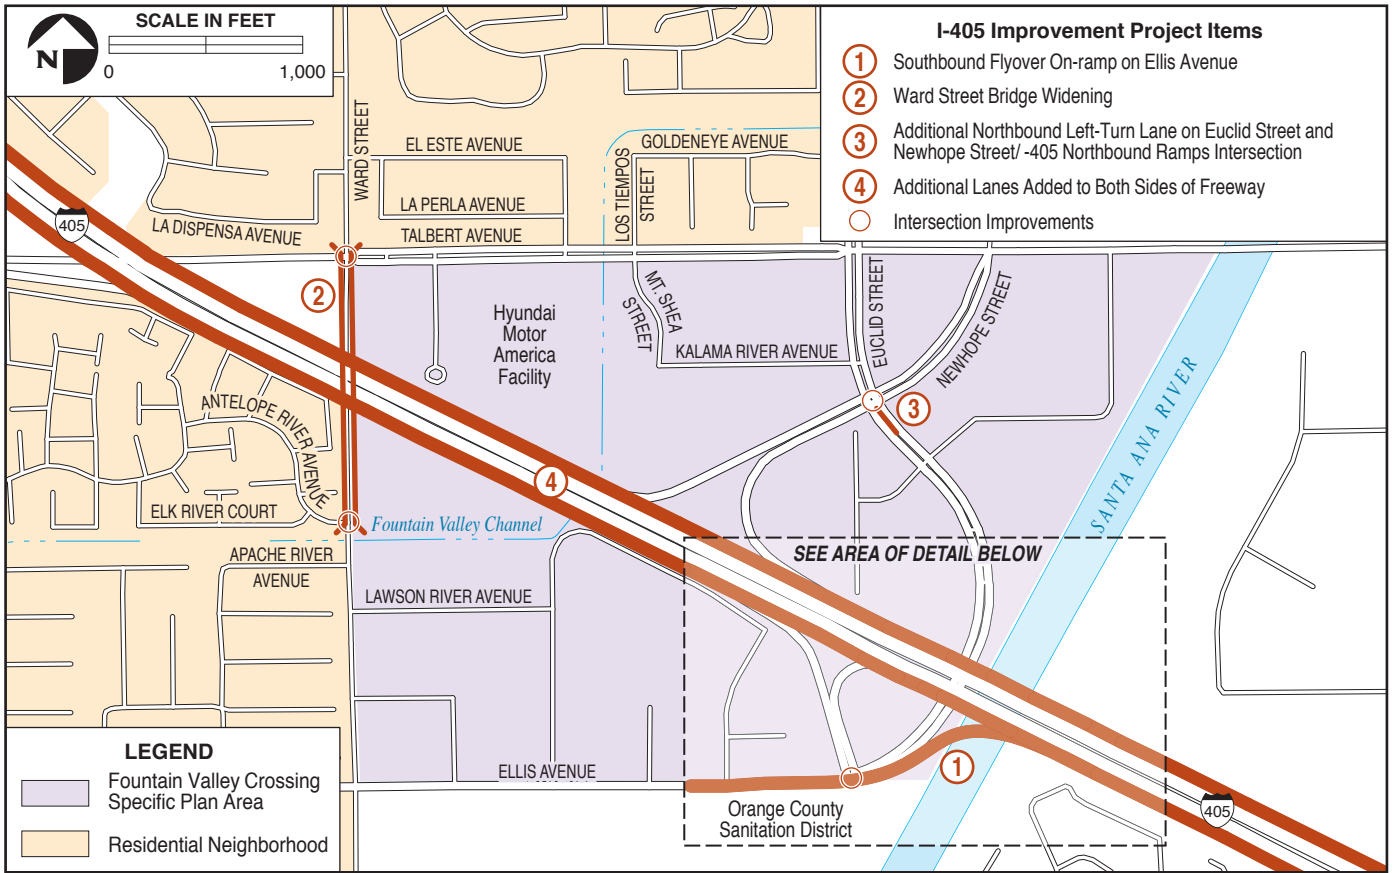 SCALE IN FEET
0 1,000
N
I-405 Improvement Project Items
1 Southbound Flyover On-ramp on Ellis Avenue
2 Ward Street Bridge Widening
3 Additional Northbound Left-Turn Lane on Euclid Street and
Newhope Street/ -405 Northbound Ramps Intersection
4 Additional Lanes Added to Both Sides of Freeway
Intersection Improvements
WARD STREET
EL ESTE AVENUE
GOLDENEYE AVENUE
LOS TIEMPOS
STREET
LA PERLA AVENUE
LA DISPENSA AVENUE
TALBERT AVENUE
405
2
Hyundai
Motor
America
Facility
MT. SHEA
STREET
KALAMA RIVER AVENUE
EUCLID STREET
NEWHOPE STREET
3
ANTELOPE RIVER
AVENUE
SANTA ANA RIVER
4
ELK RIVER COURT
Fountain Valley Channel
APACHE RIVER
AVENUE
SEE AREA OF DETAIL BELOW
LAWSON RIVER AVENUE
ELLIS AVENUE
1
Orange County
Sanitation District
405
LEGEND
Fountain Valley Crossing
Specific Plan Area
Residential Neighborhood